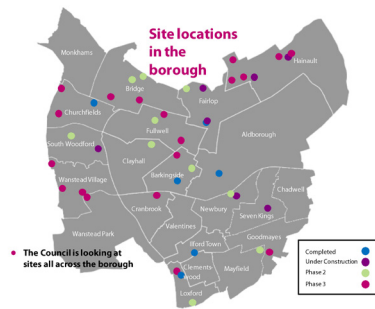 Site locations
in the
borough
Monkhams
Hainault
Bridge
Fairlop
Churchfields
Fullwell
Aldborough
South Woodford
Clayhall
Barkingside
Chadwell
Wanstead Village
Cranbrook
Newbury
Seven Kings
Valentines
Wanstead Park
Goodmayes
Ilford Town
• The Council is looking at
sites all across the borough
Clements-
wood
Mayfield
Loxford
Completed
Under Construction
Phase 2
Phase 3